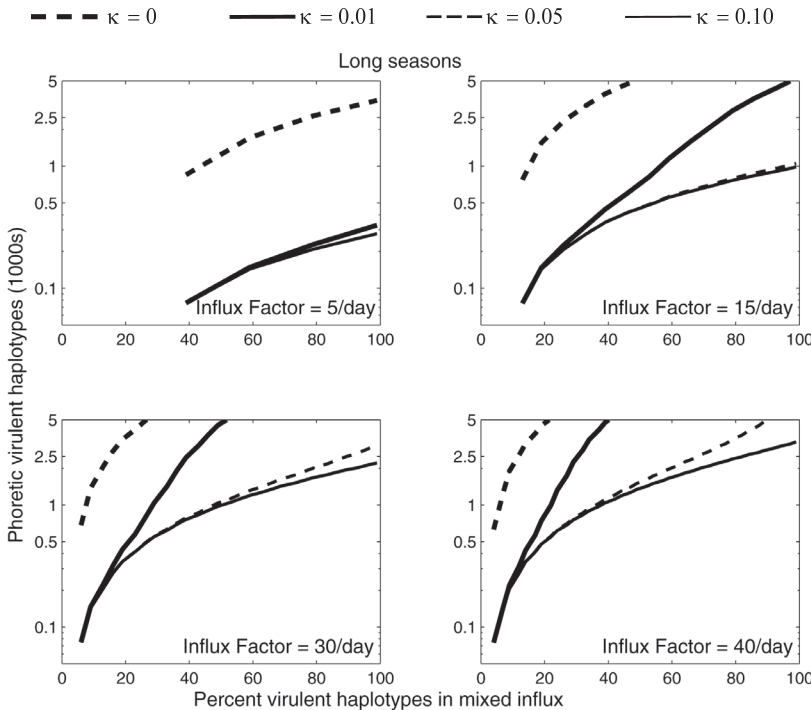 κ = 0 κ = 0.01 κ = 0.05 κ = 0.10
Long seasons
Phoretic virulent haplotypes (1000s)
5
2.5
1
0.5
0.1
Influx Factor = 5/day
0 20 40 60 80 100
5
2.5
1
0.5
0.1
Influx Factor = 15/day
0 20 40 60 80 100
5
2.5
1
0.5
0.1
Influx Factor = 30/day
0 20 40 60 80 100
5
2.5
1
0.5
0.1
Influx Factor = 40/day
0 20 40 60 80 100
Percent virulent haplotypes in mixed influx